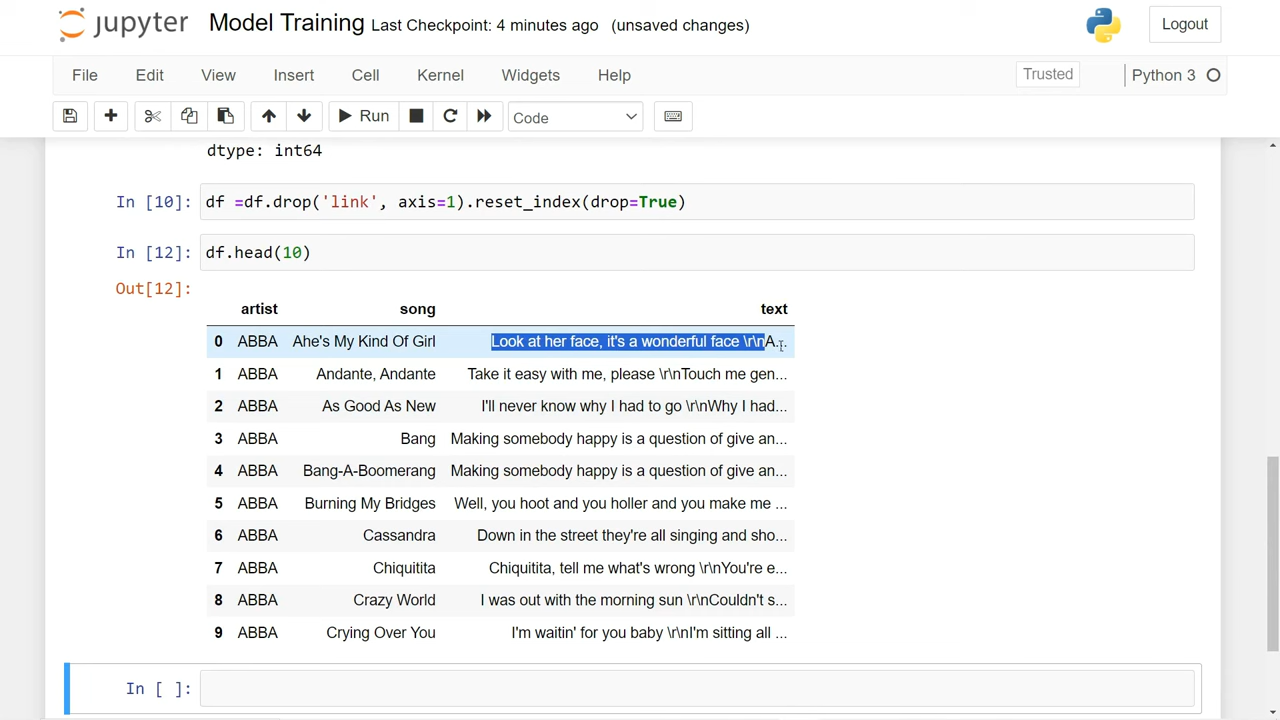 jupyter Model Training Last Checkpoint: 4 minutes ago (unsaved changes) Logout
File Edit View Insert Cell Kernel Widgets Help Trusted Python 3
Run Code
dtype: int64
In [10]: df =df.drop('link', axis=1).reset_index(drop=True)
In [12]: df.head(10)
Out[12]:
artist song text
0 ABBA Ahe's My Kind Of Girl Look at her face, it's a wonderful face \r\nA...
1 ABBA Andante, Andante Take it easy with me, please \r\nTouch me gen...
2 ABBA As Good As New I'll never know why I had to go \r\nWhy I had...
3 ABBA Bang Making somebody happy is a question of give an...
4 ABBA Bang-A-Boomerang Making somebody happy is a question of give an...
5 ABBA Burning My Bridges Well, you hoot and you holler and you make me ...
6 ABBA Cassandra Down in the street they're all singing and sho...
7 ABBA Chiquitita Chiquitita, tell me what's wrong \r\nYou're e...
8 ABBA Crazy World I was out with the morning sun \r\nCouldn't s...
9 ABBA Crying Over You I'm waitin' for you baby \r\nI'm sitting all ...
In [ ]: